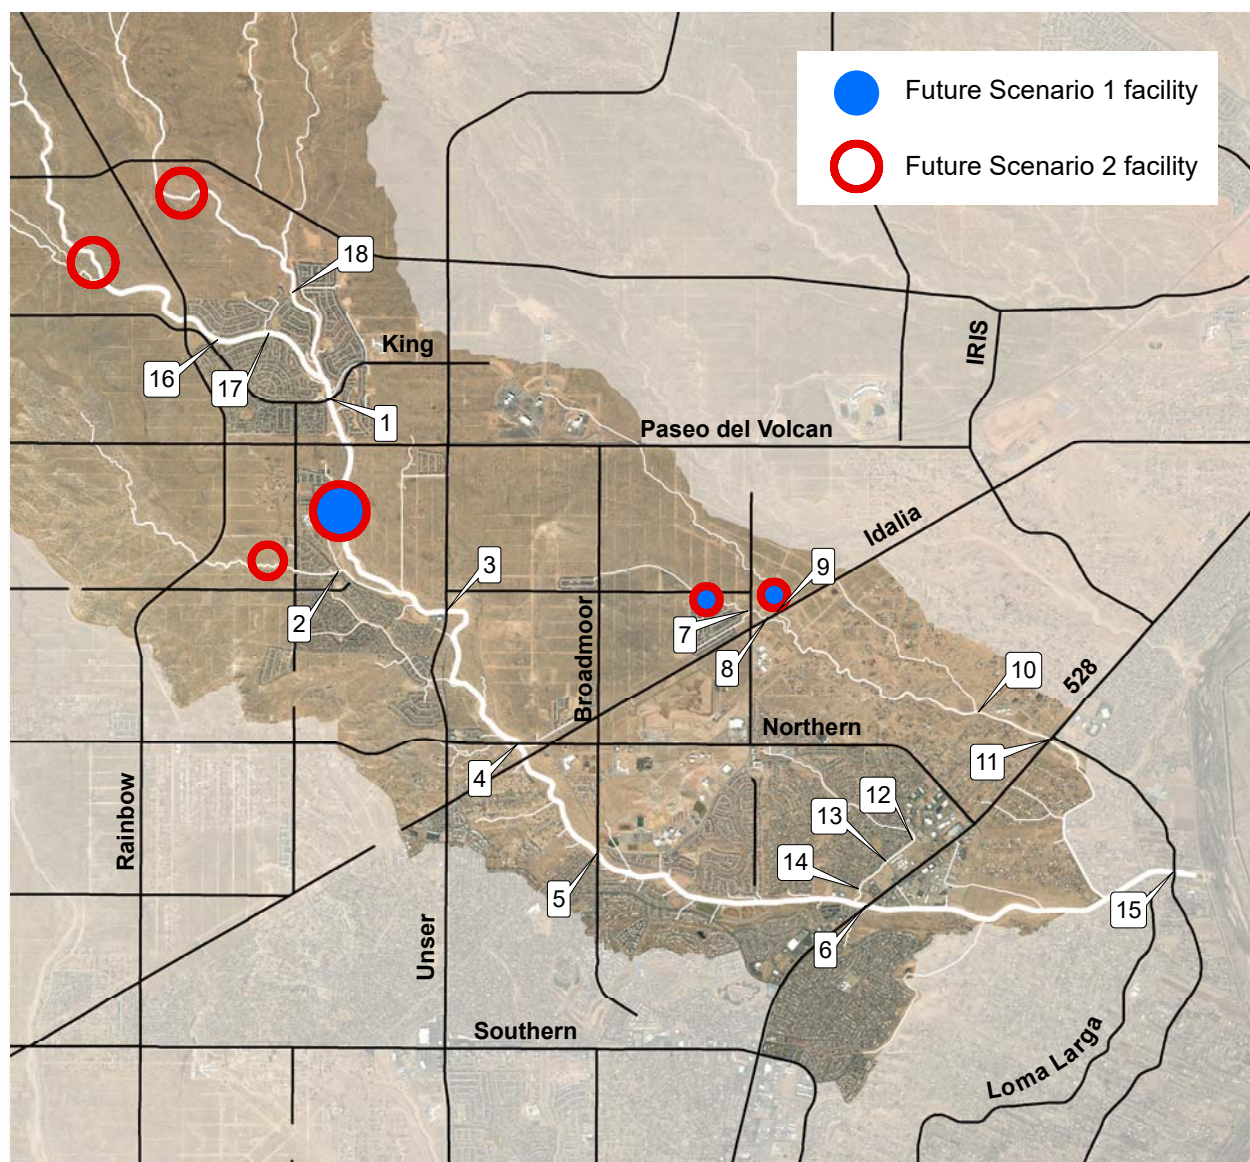 Future Scenario 1 facility
Future Scenario 2 facility
18
IRIS
King
16
17
1
Paseo del Volcan
Idalia
3
9
2
7
Broadmoor
8
10
528
Northern
11
4
Rainbow
12
13
14
5
15
6
Unser
Southern
Loma Larga